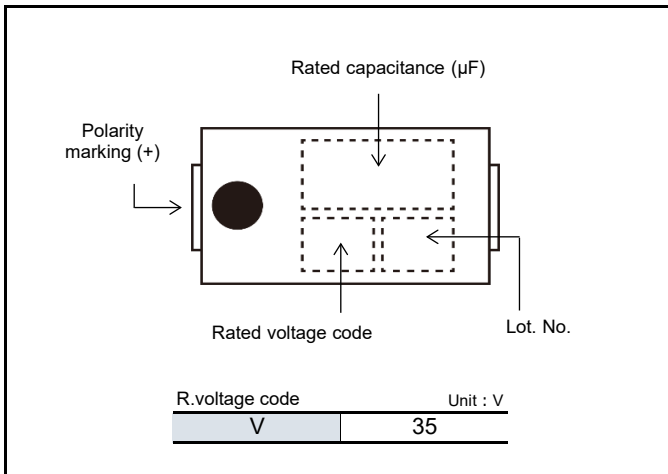 Rated capacitance (µF)
Polarity
marking (+)
Rated voltage code
Lot. No.
R.voltage code
Unit : V
V 35